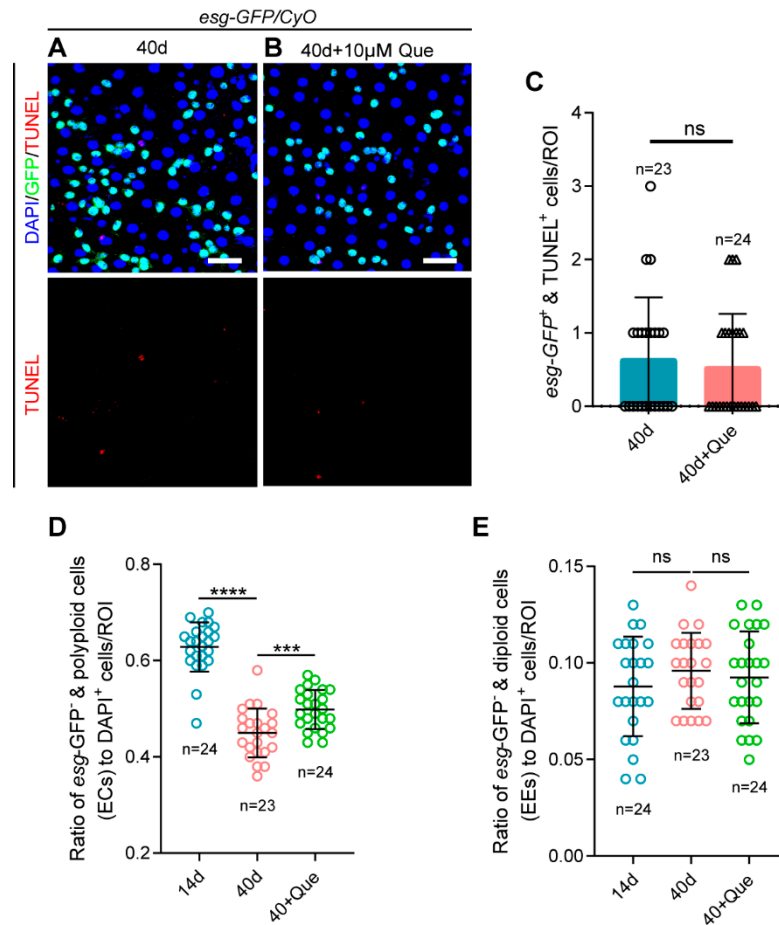 esg-GFP/CyO
A
40d
B
40d+10μM Que
DAPI/GFP/TUNEL
TUNEL
C
esg-GFP⁺ & TUNEL⁺ cells/ROI
4
3
2
1
0
ns
n=23
n=24
40d
40d+Que
D
Ratio of esg-GFP⁻ & polyploid cells
(ECs) to DAPI⁺ cells/ROI
0.8
0.6
0.4
0.2
****
***
n=24
n=23
n=24
14d
40d
40+Que
E
Ratio of esg-GFP⁻ & diploid cells
(EEs) to DAPI⁺ cells/ROI
0.15
0.10
0.05
0.00
ns
ns
n=24
n=23
n=24
14d
40d
40+Que